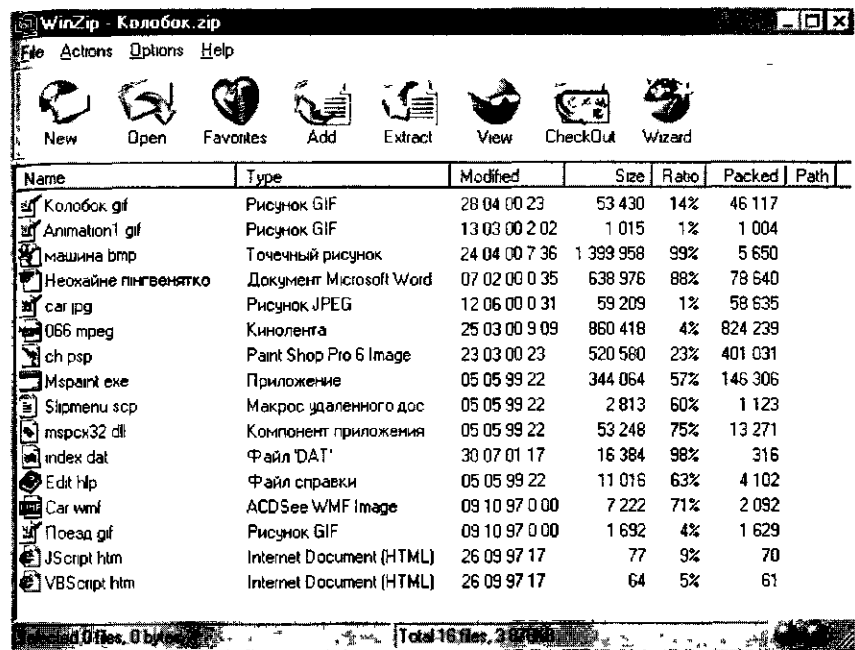 WinZip - Колобок.zip
File Actions Options Help
New Open Favorites Add Extract View CheckOut Wizard
Name Type Modified Size Ratio Packed Path
Колобок gif Рисунок GIF 28 04 00 23 53 430 14% 46 117
Animation1 gif Рисунок GIF 13 03 00 2 02 1 015 1% 1 004
машина bmp Точечный рисунок 24 04 00 7 36 1 399 958 99% 5 650
Неохайне пінгвенятко Документ Microsoft Word 07 02 00 0 35 638 976 88% 78 640
car jpg Рисунок JPEG 12 06 00 0 31 59 209 1% 58 635
066 mpeg Кинолента 25 03 00 9 09 860 418 4% 824 239
ch psp Paint Shop Pro 6 Image 23 03 00 23 520 580 23% 401 031
Mspaint exe Приложение 05 05 99 22 344 064 57% 146 306
Slipmenu scp Макрос удаленного дос 05 05 99 22 2 813 60% 1 123
mspcx32 dll Компонент приложения 05 05 99 22 53 248 75% 13 271
index dat Файл 'DAT' 30 07 01 17 16 384 98% 316
Edit hlp Файл справки 05 05 99 22 11 016 63% 4 102
Car wmf ACDSee WMF Image 09 10 97 0 00 7 222 71% 2 092
Поезд gif Рисунок GIF 09 10 97 0 00 1 692 4% 1 629
JScript htm Internet Document (HTML) 26 09 97 17 77 9% 70
VBScript htm Internet Document (HTML) 26 09 97 17 64 5% 61
Selected 0 files, 0 bytes Total 16 files,